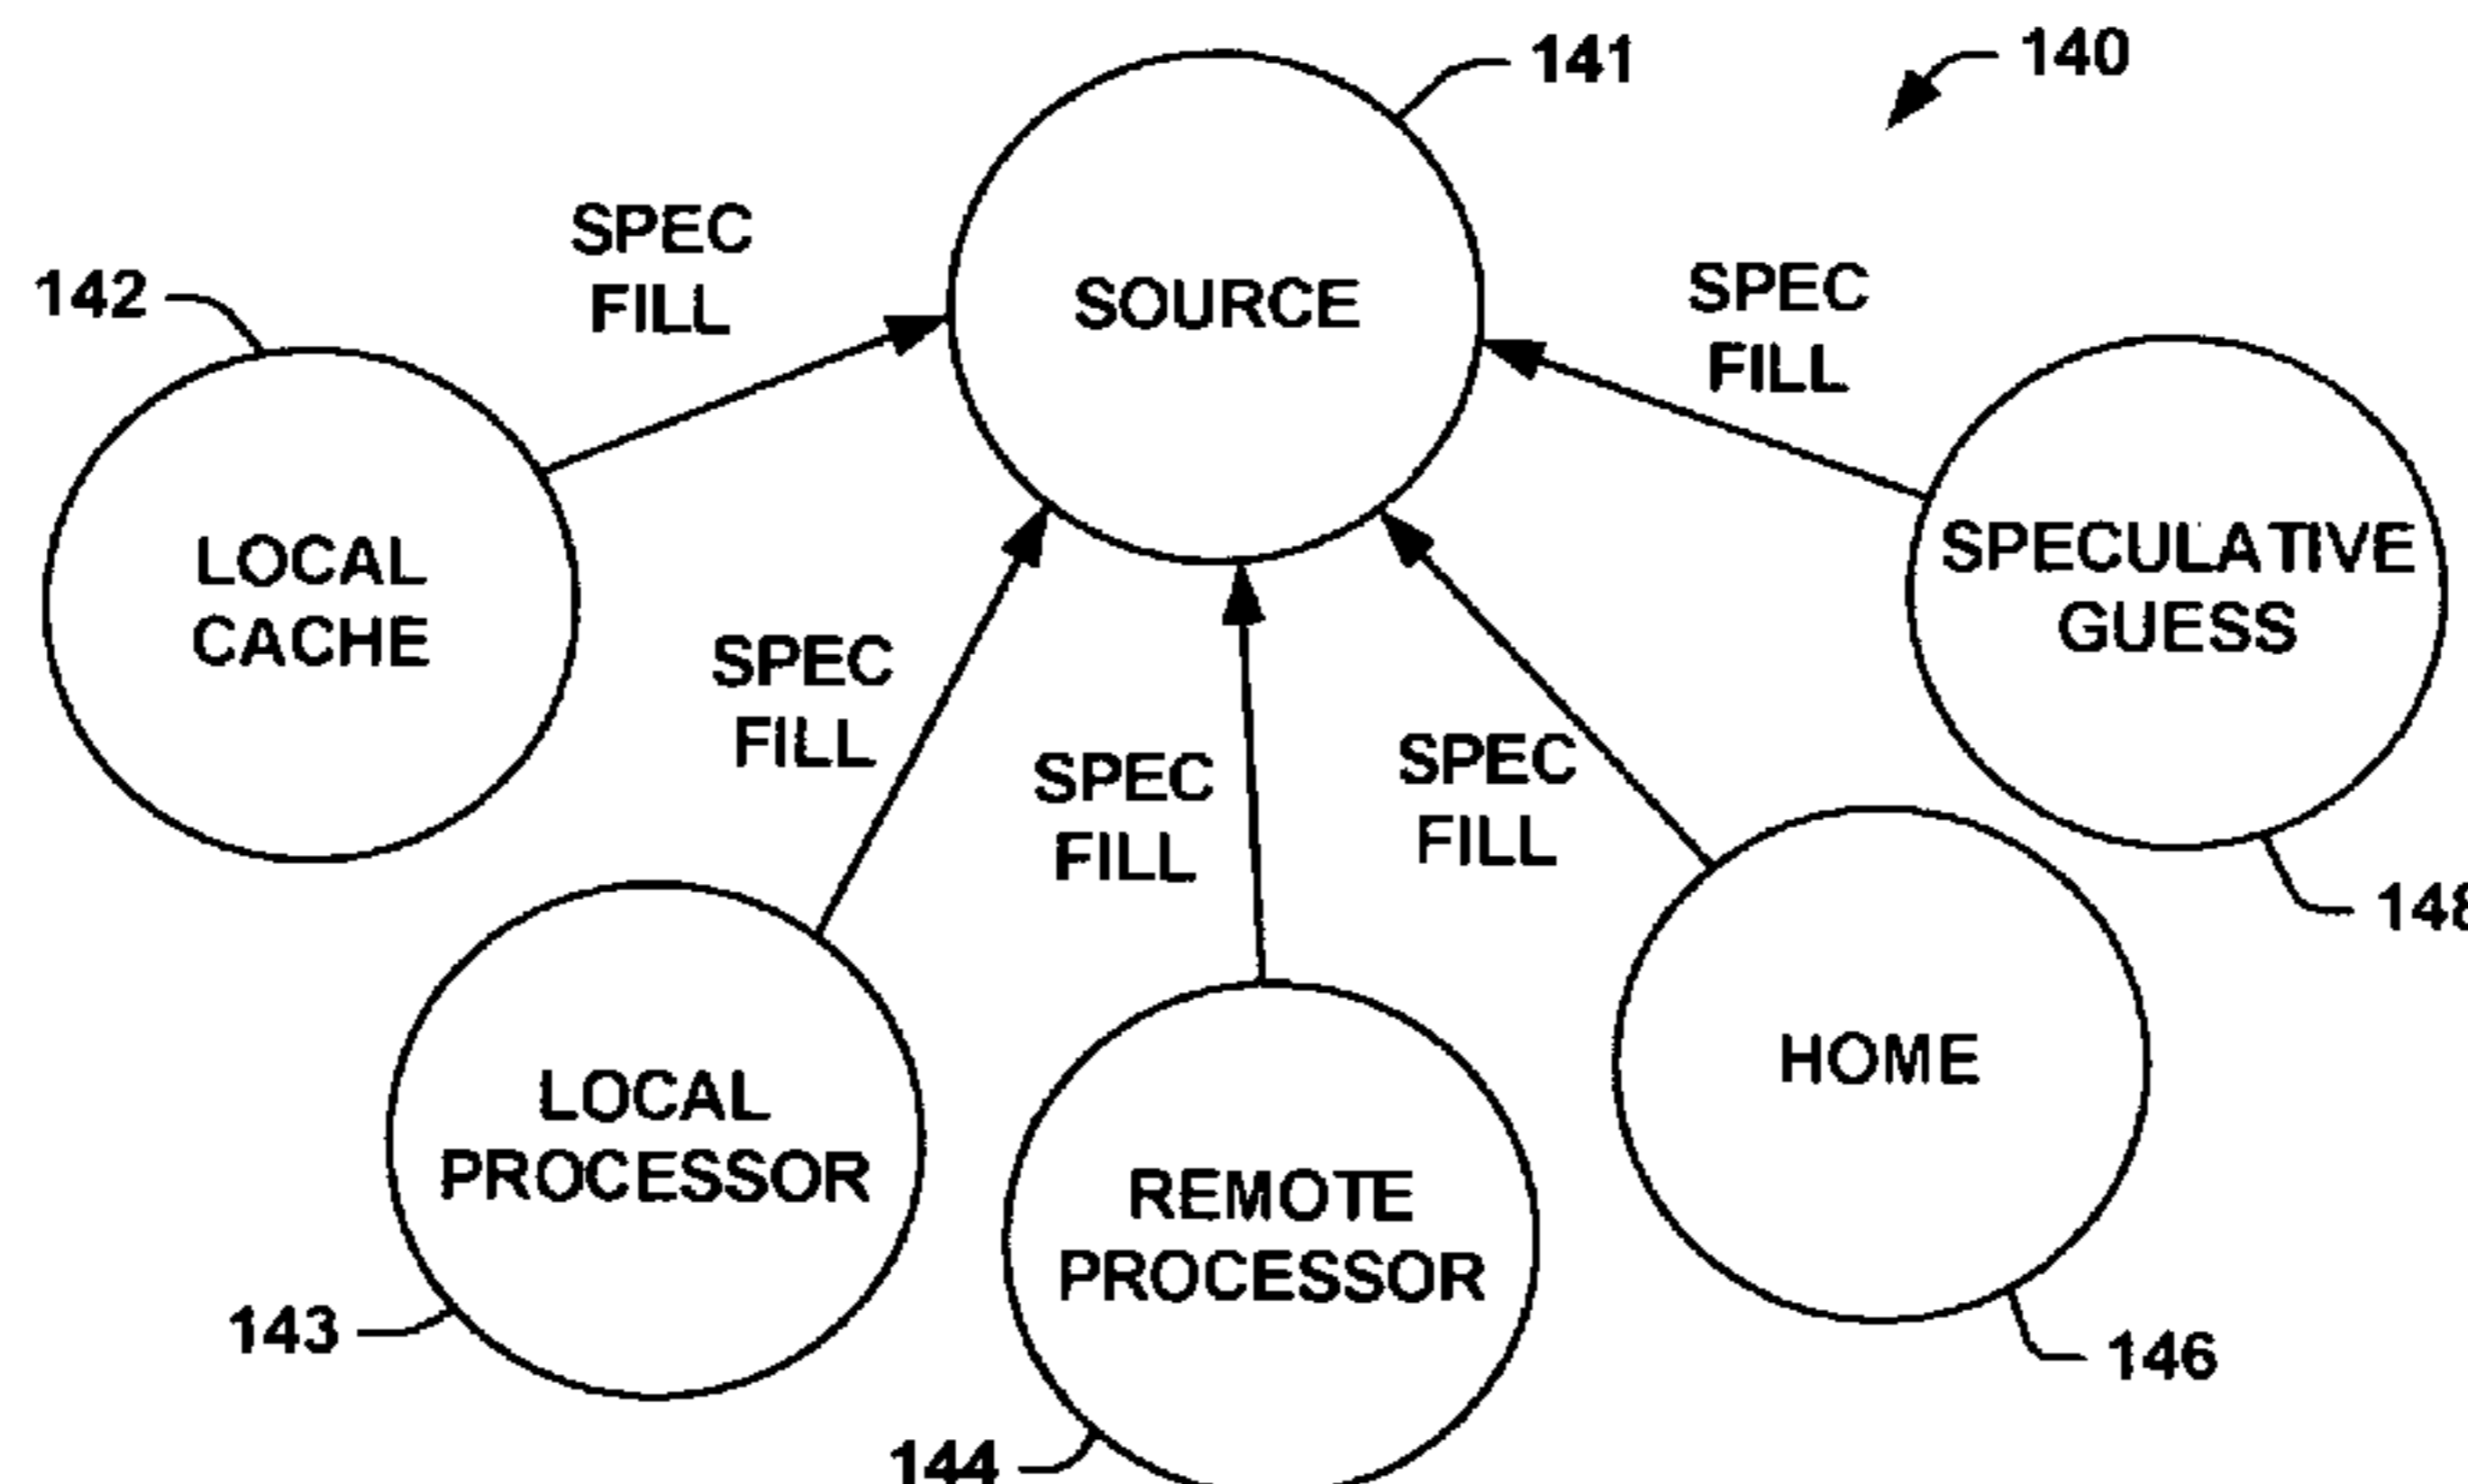 141
140
SPEC
FILL
142
SOURCE
SPEC
FILL
LOCAL
CACHE
SPECULATIVE
GUESS
SPEC
FILL
SPEC
FILL
SPEC
FILL
148
LOCAL
PROCESSOR
HOME
REMOTE
PROCESSOR
143
146
144